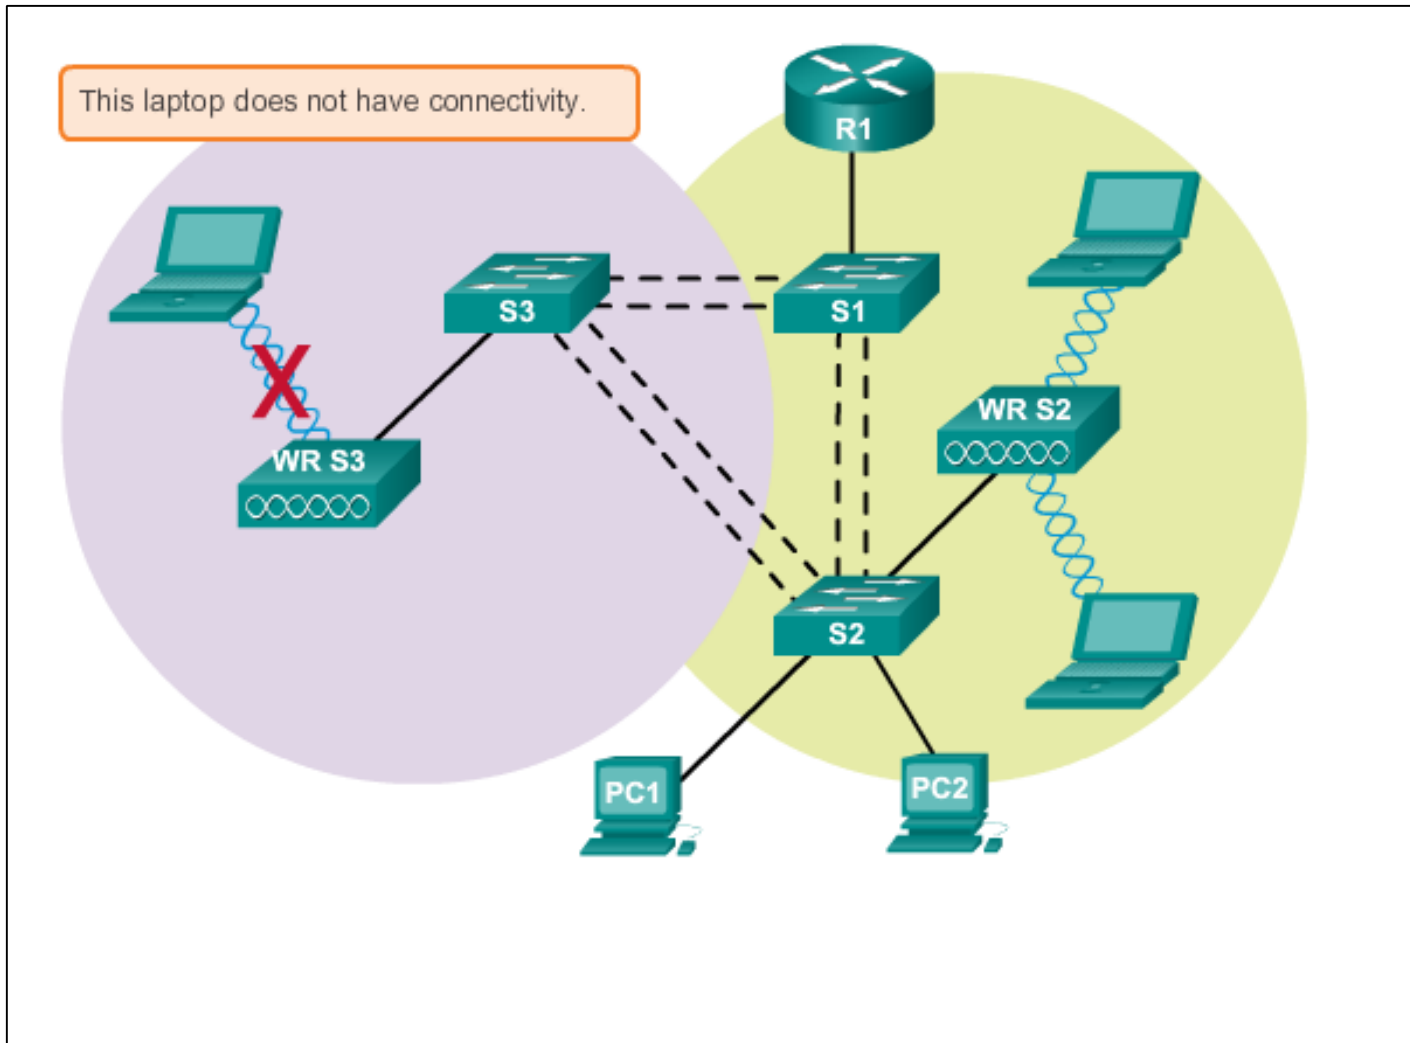 This laptop does not have connectivity.
R1
S3
S1
WR S2
WR S3
S2
PC1
PC2